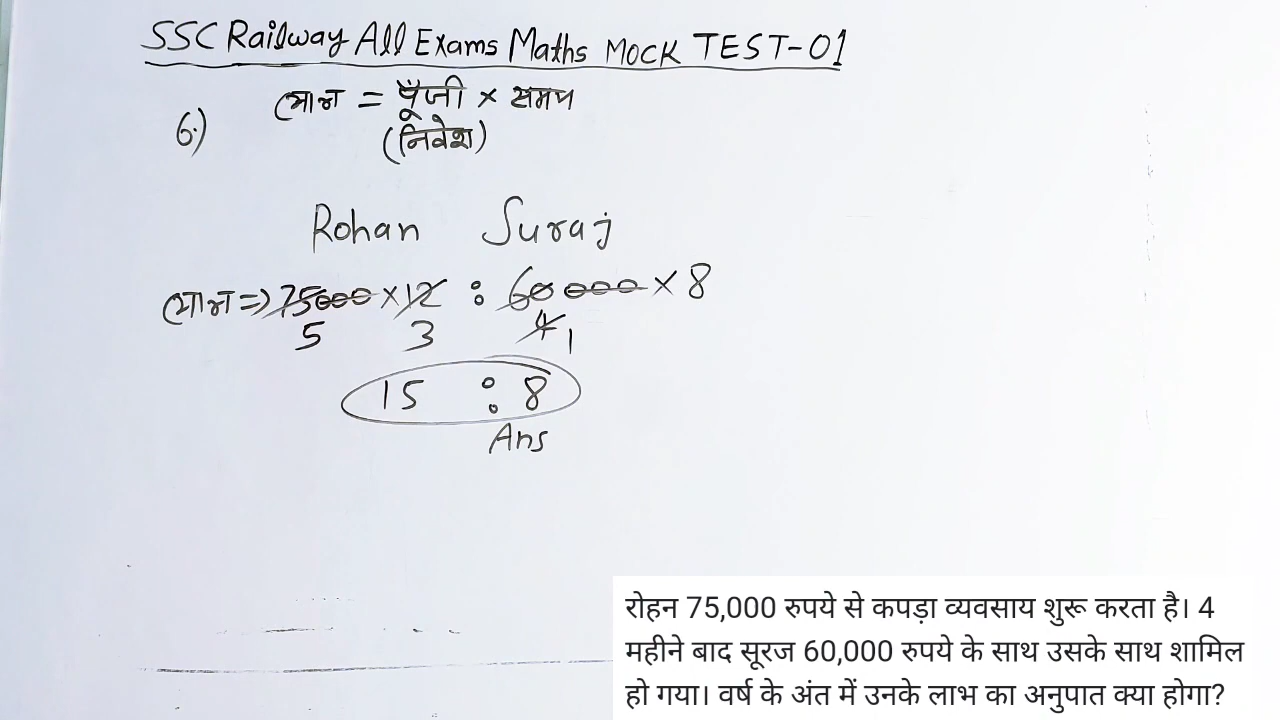 SSC Railway All Exams Maths MOCK TEST-01
6.) लाभ = पूँजी × समय
(निवेश)
Rohan Suraj
लाभ => 75000 × 12 : 60000 × 8
5 3 4 1
15 : 8
Ans
रोहन 75,000 रुपये से कपड़ा व्यवसाय शुरू करता है। 4
महीने बाद सूरज 60,000 रुपये के साथ उसके साथ शामिल
हो गया। वर्ष के अंत में उनके लाभ का अनुपात क्या होगा?